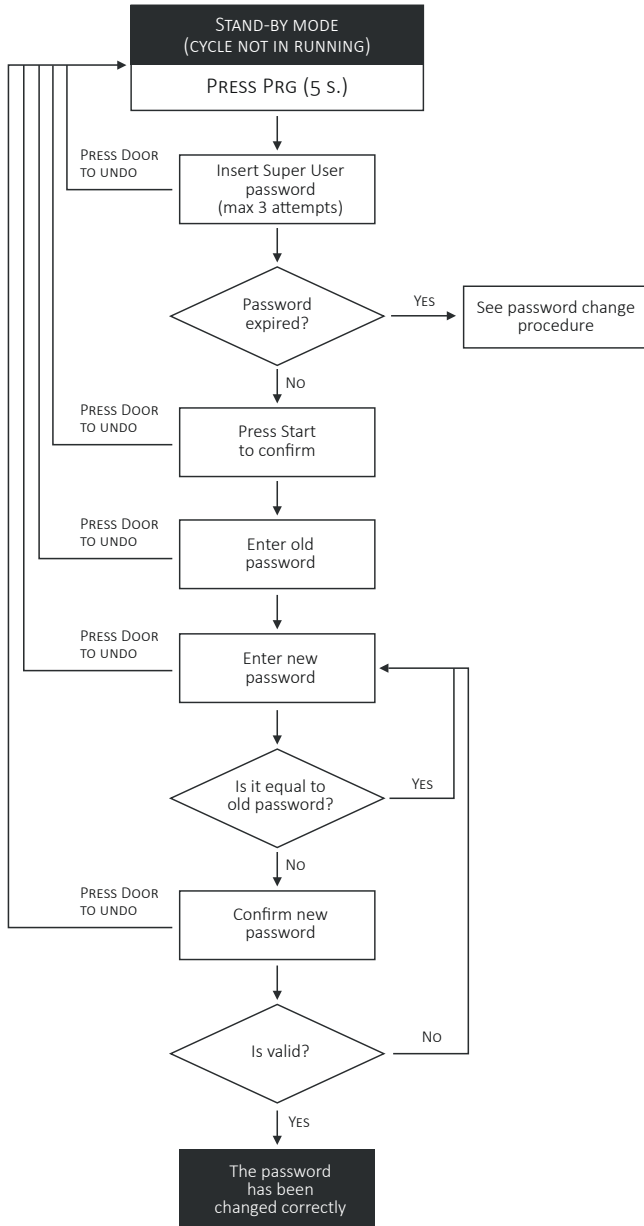 STAND-BY MODE
(CYCLE NOT IN RUNNING)
PRESS PRG (5 S.)
PRESS DOOR
TO UNDO
Insert Super User
password
(max 3 attempts)
Password
expired?
YES
See password change
procedure
NO
PRESS DOOR
TO UNDO
Press Start
to confirm
PRESS DOOR
TO UNDO
Enter old
password
PRESS DOOR
TO UNDO
Enter new
password
Is it equal to
old password?
YES
NO
PRESS DOOR
TO UNDO
Confirm new
password
Is valid?
NO
YES
The password
has been
changed correctly